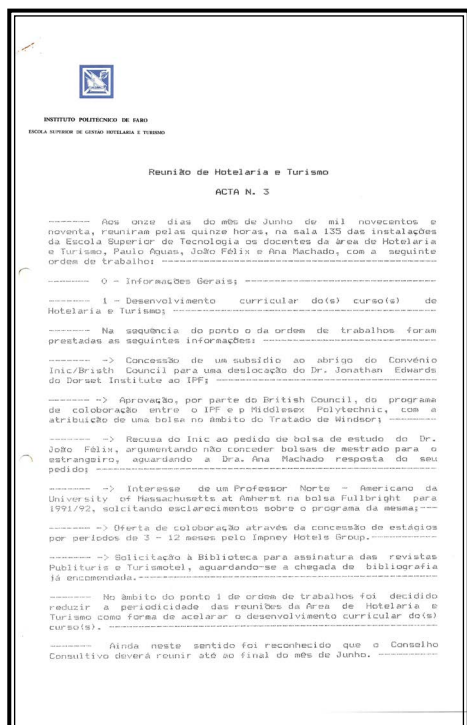 INSTITUTO POLITECNICO DE FARO
ESCOLA SUPERIOR DE GESTÃO HOTELARIA E TURISMO
Reunião de Hotelaria e Turismo
ACTA N. 3
------- Aos onze dias do mês de Junho de mil novecentos e
noventa, reuniram pelas quinze horas, na sala 135 das instalações
da Escola Superior de Tecnologia os docentes da área de Hotelaria
e Turismo, Paulo Águas, João Félix e Ana Machado, com a seguinte
ordem de trabalho: ---------------------------------------------
------- 0 - Informações Gerais; --------------------------------
------- 1 - Desenvolvimento curricular do(s) curso(s) de
Hotelaria e Turismo; -------------------------------------------
------- Na sequência do ponto o da ordem de trabalhos foram
prestadas as seguintes informações: ----------------------------
------- -> Concessão de um subsídio ao abrigo do Convénio
Inic/Bristh Council para uma deslocação do Dr. Jonathan Edwards
do Dorset Institute ao IPF; ------------------------------------
------- -> Aprovação, por parte do British Council, do programa
de coloboração entre o IPF e p Middlesex Polytechnic, com a
atribuição de uma bolsa no âmbito do Tratado de Windsor; -------
------- -> Recusa do Inic ao pedido de bolsa de estudo do Dr.
João Félix, argumentando não conceder bolsas de mestrado para o
estrangeiro, aguardando a Dra. Ana Machado resposta do seu
pedido; --------------------------------------------------------
------- -> Interesse de um Professor Norte - Americano da
University of Massachusetts at Amherst na bolsa Fullbright para
1991/92, solcitando esclarecimentos sobre o programa da mesma;---
------- -> Oferta de coloboração através da concessão de estágios
por períodos de 3 - 12 meses pelo Impney Hotels Group.-----------
------- -> Solicitação à Biblioteca para assinatura das revistas
Publituris e Turismotel, aguardando-se a chegada de bibliografia
já encomendada.-------------------------------------------------
------- No âmbito do ponto 1 de ordem de trabalhos foi decidido
reduzir a periodicidade das reuniões da Area de Hotelaria e
Turismo como forma de acelarar o desenvolvimento curricular do(s)
curso(s). ------------------------------------------------------
------- Ainda neste sentido foi reconhecido que o Conselho
Consultivo deverá reunir até ao final do mês de Junho. ----------